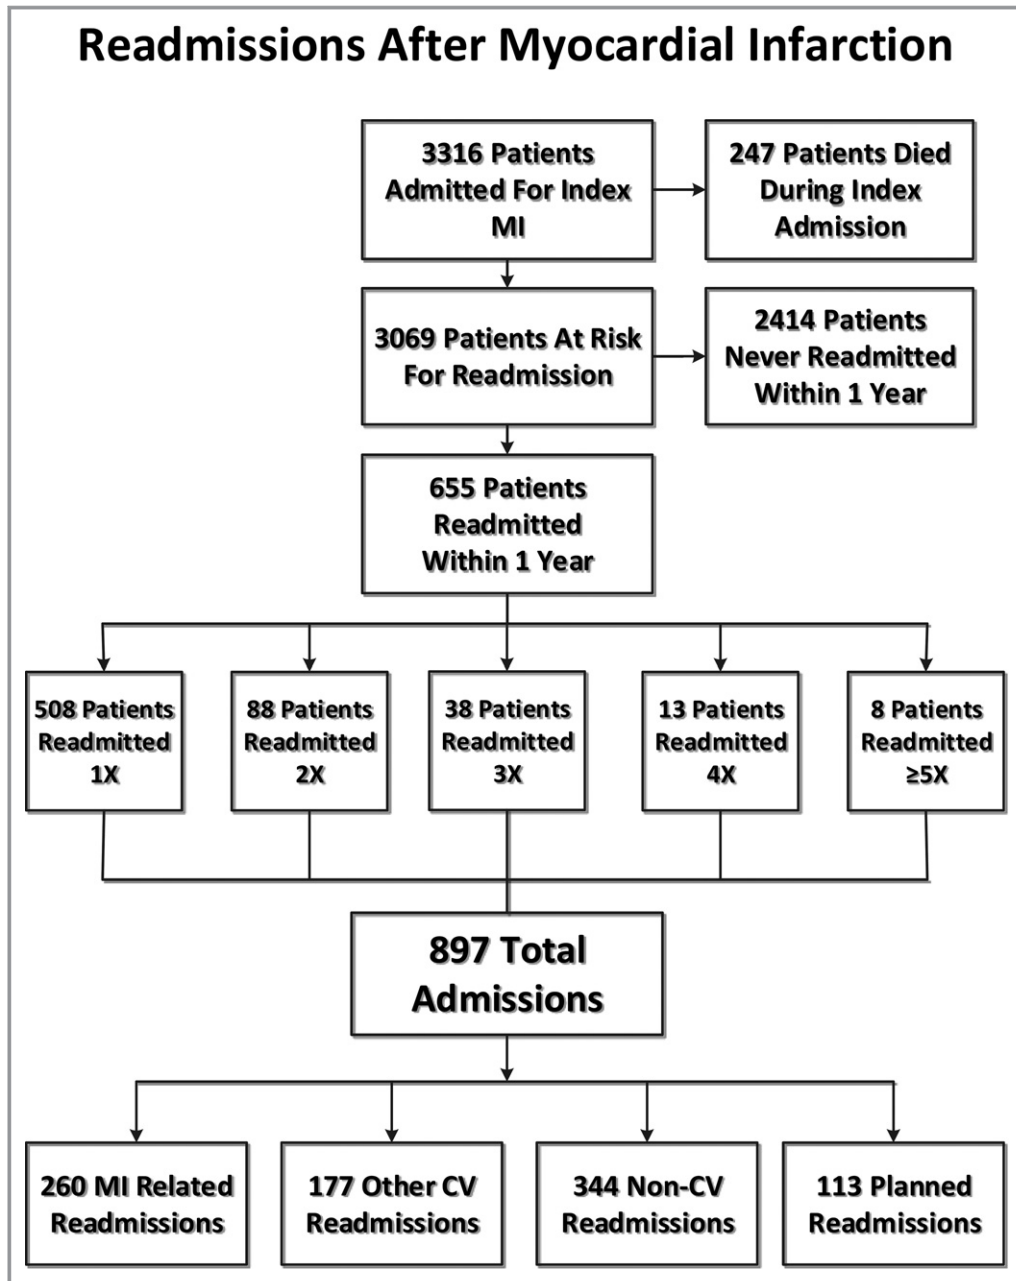 Readmissions After Myocardial Infarction
3316 Patients
Admitted For Index
MI
247 Patients Died
During Index
Admission
3069 Patients At Risk
For Readmission
2414 Patients
Never Readmitted
Within 1 Year
655 Patients
Readmitted
Within 1 Year
508 Patients
Readmitted
1X
88 Patients
Readmitted
2X
38 Patients
Readmitted
3X
13 Patients
Readmitted
4X
8 Patients
Readmitted
≥5X
897 Total
Admissions
260 MI Related
Readmissions
177 Other CV
Readmissions
344 Non-CV
Readmissions
113 Planned
Readmissions